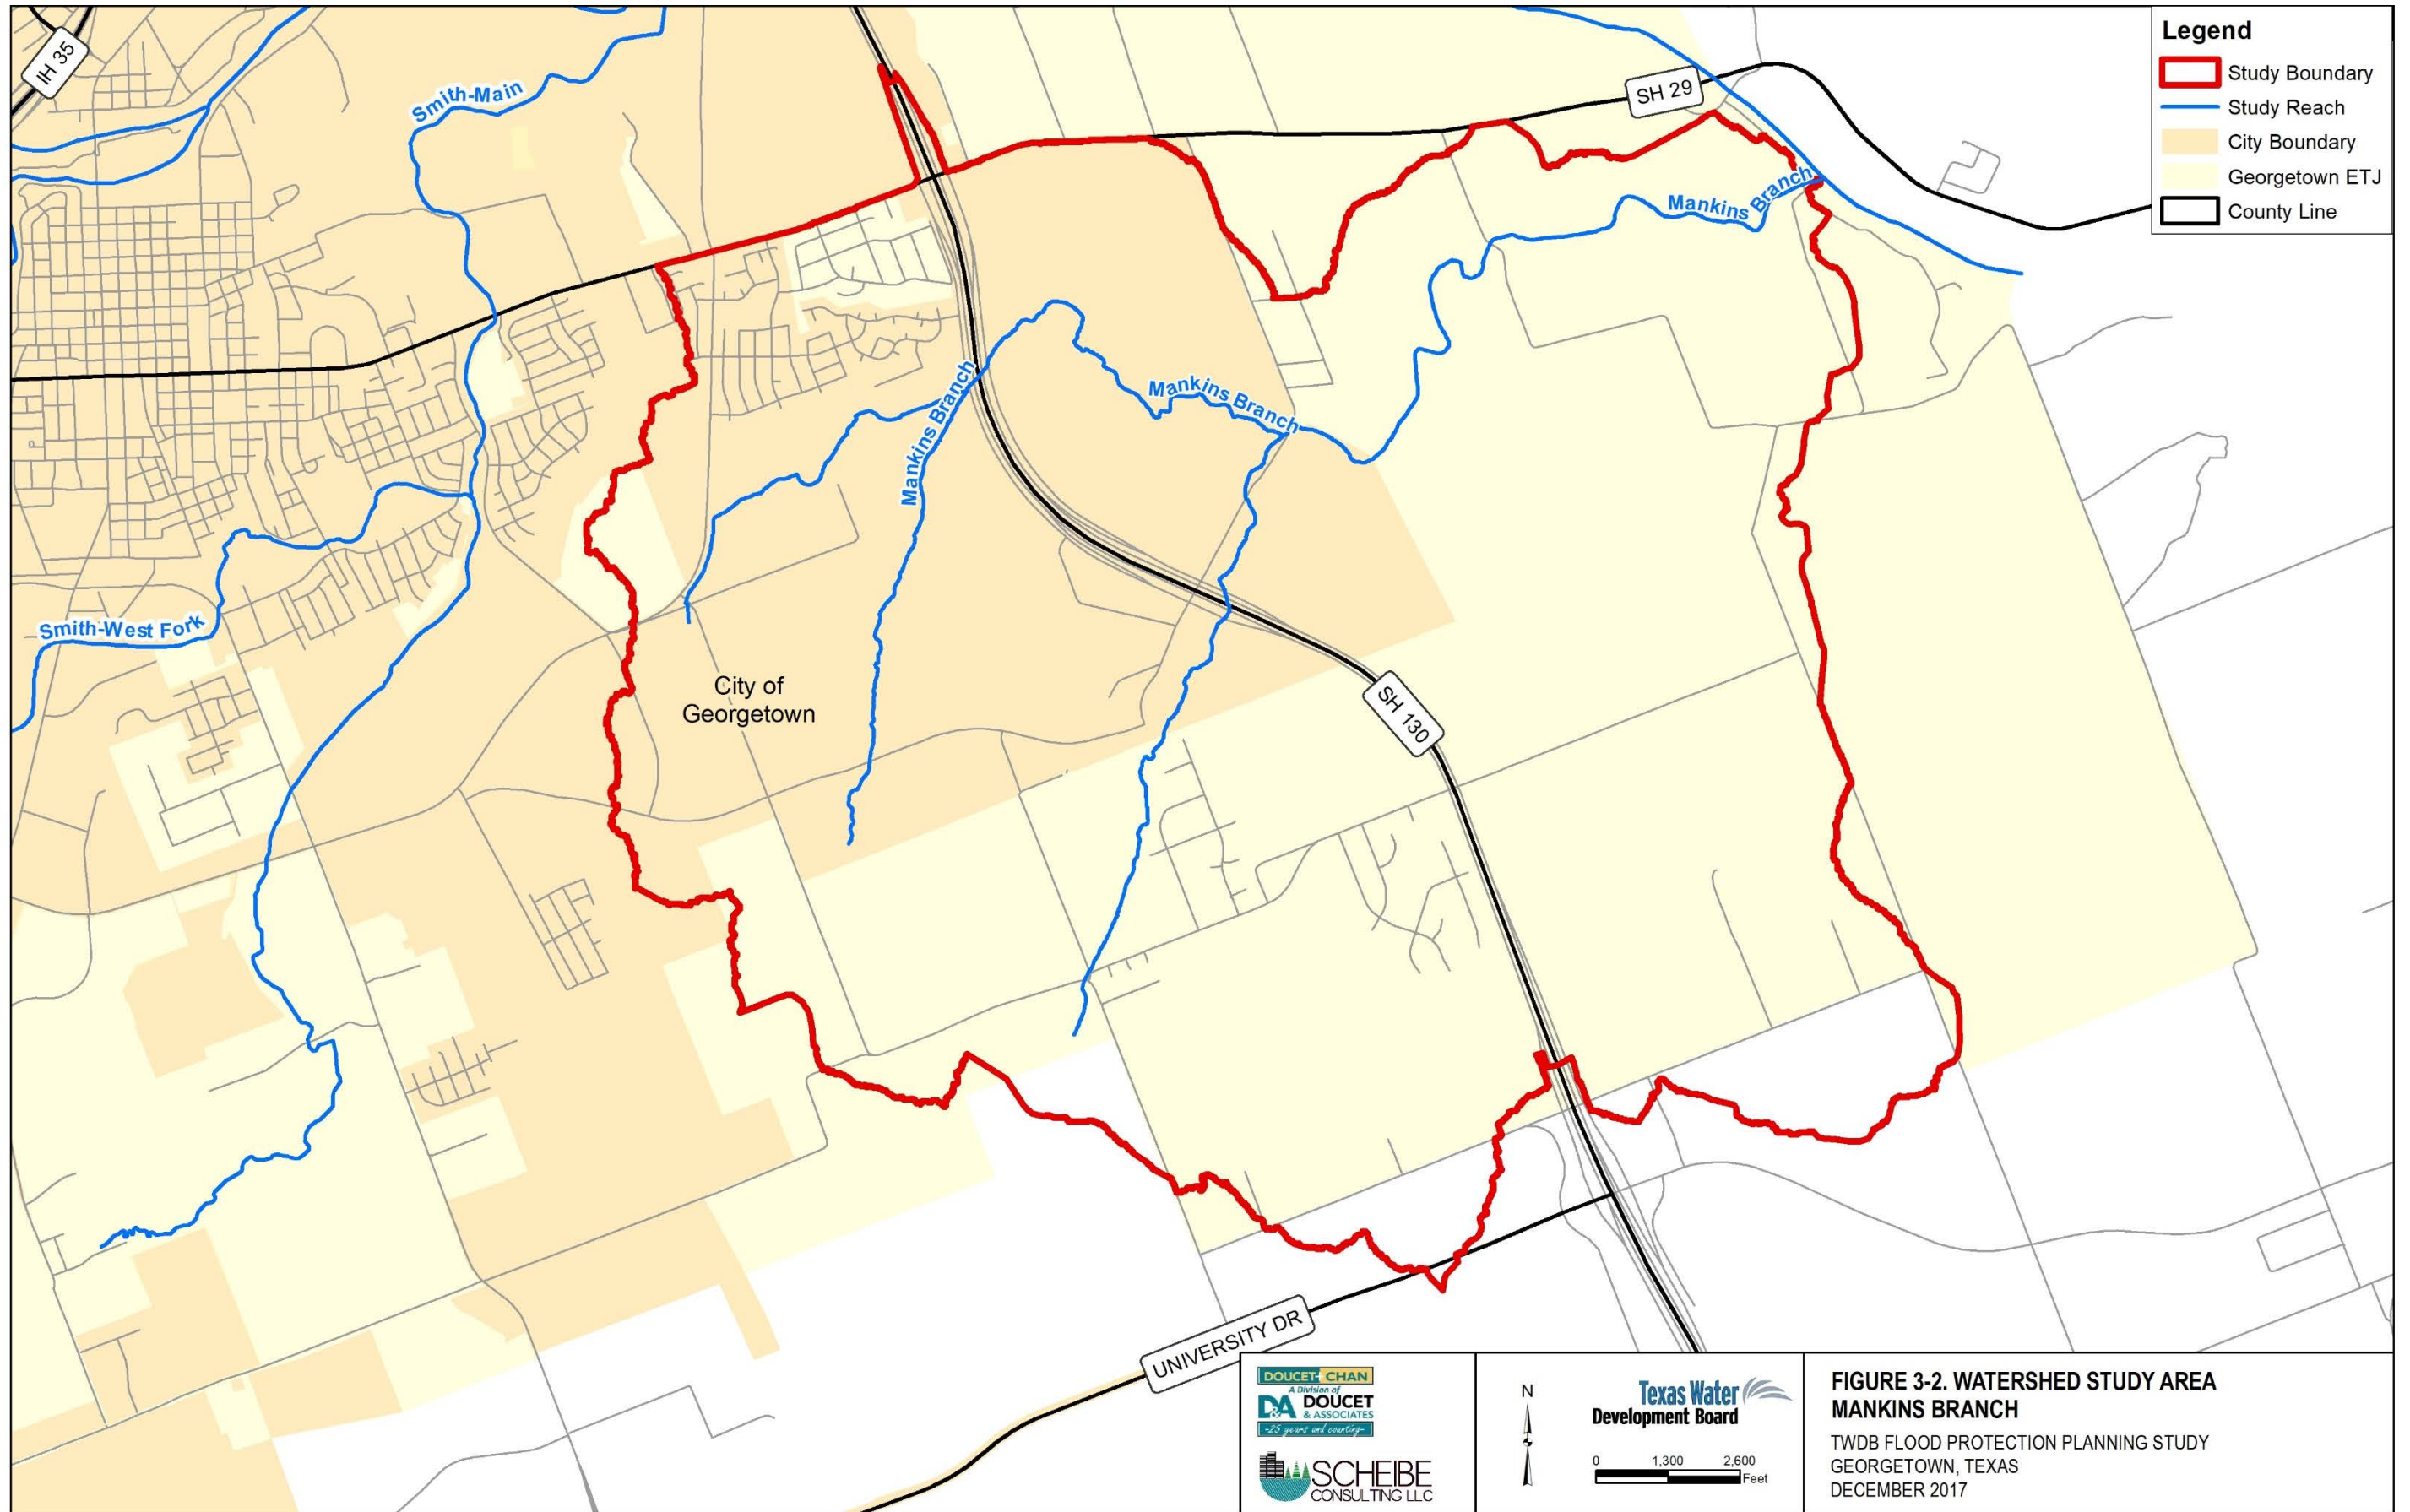 IH 35
Smith-Main
SH 29
Legend
Study Boundary
Study Reach
City Boundary
Georgetown ETJ
County Line
Mankins Branch
Mankins Branch
Mankins Branch
Smith-West Fork
City of
Georgetown
SH 130
UNIVERSITY DR
DOUCET+CHAN
A Division of
D&A DOUCET
& ASSOCIATES
-25 years and counting-
SCHEIBE
CONSULTING LLC
N
Texas Water
Development Board
0 1,300 2,600
Feet
FIGURE 3-2. WATERSHED STUDY AREA
MANKINS BRANCH
TWDB FLOOD PROTECTION PLANNING STUDY
GEORGETOWN, TEXAS
DECEMBER 2017